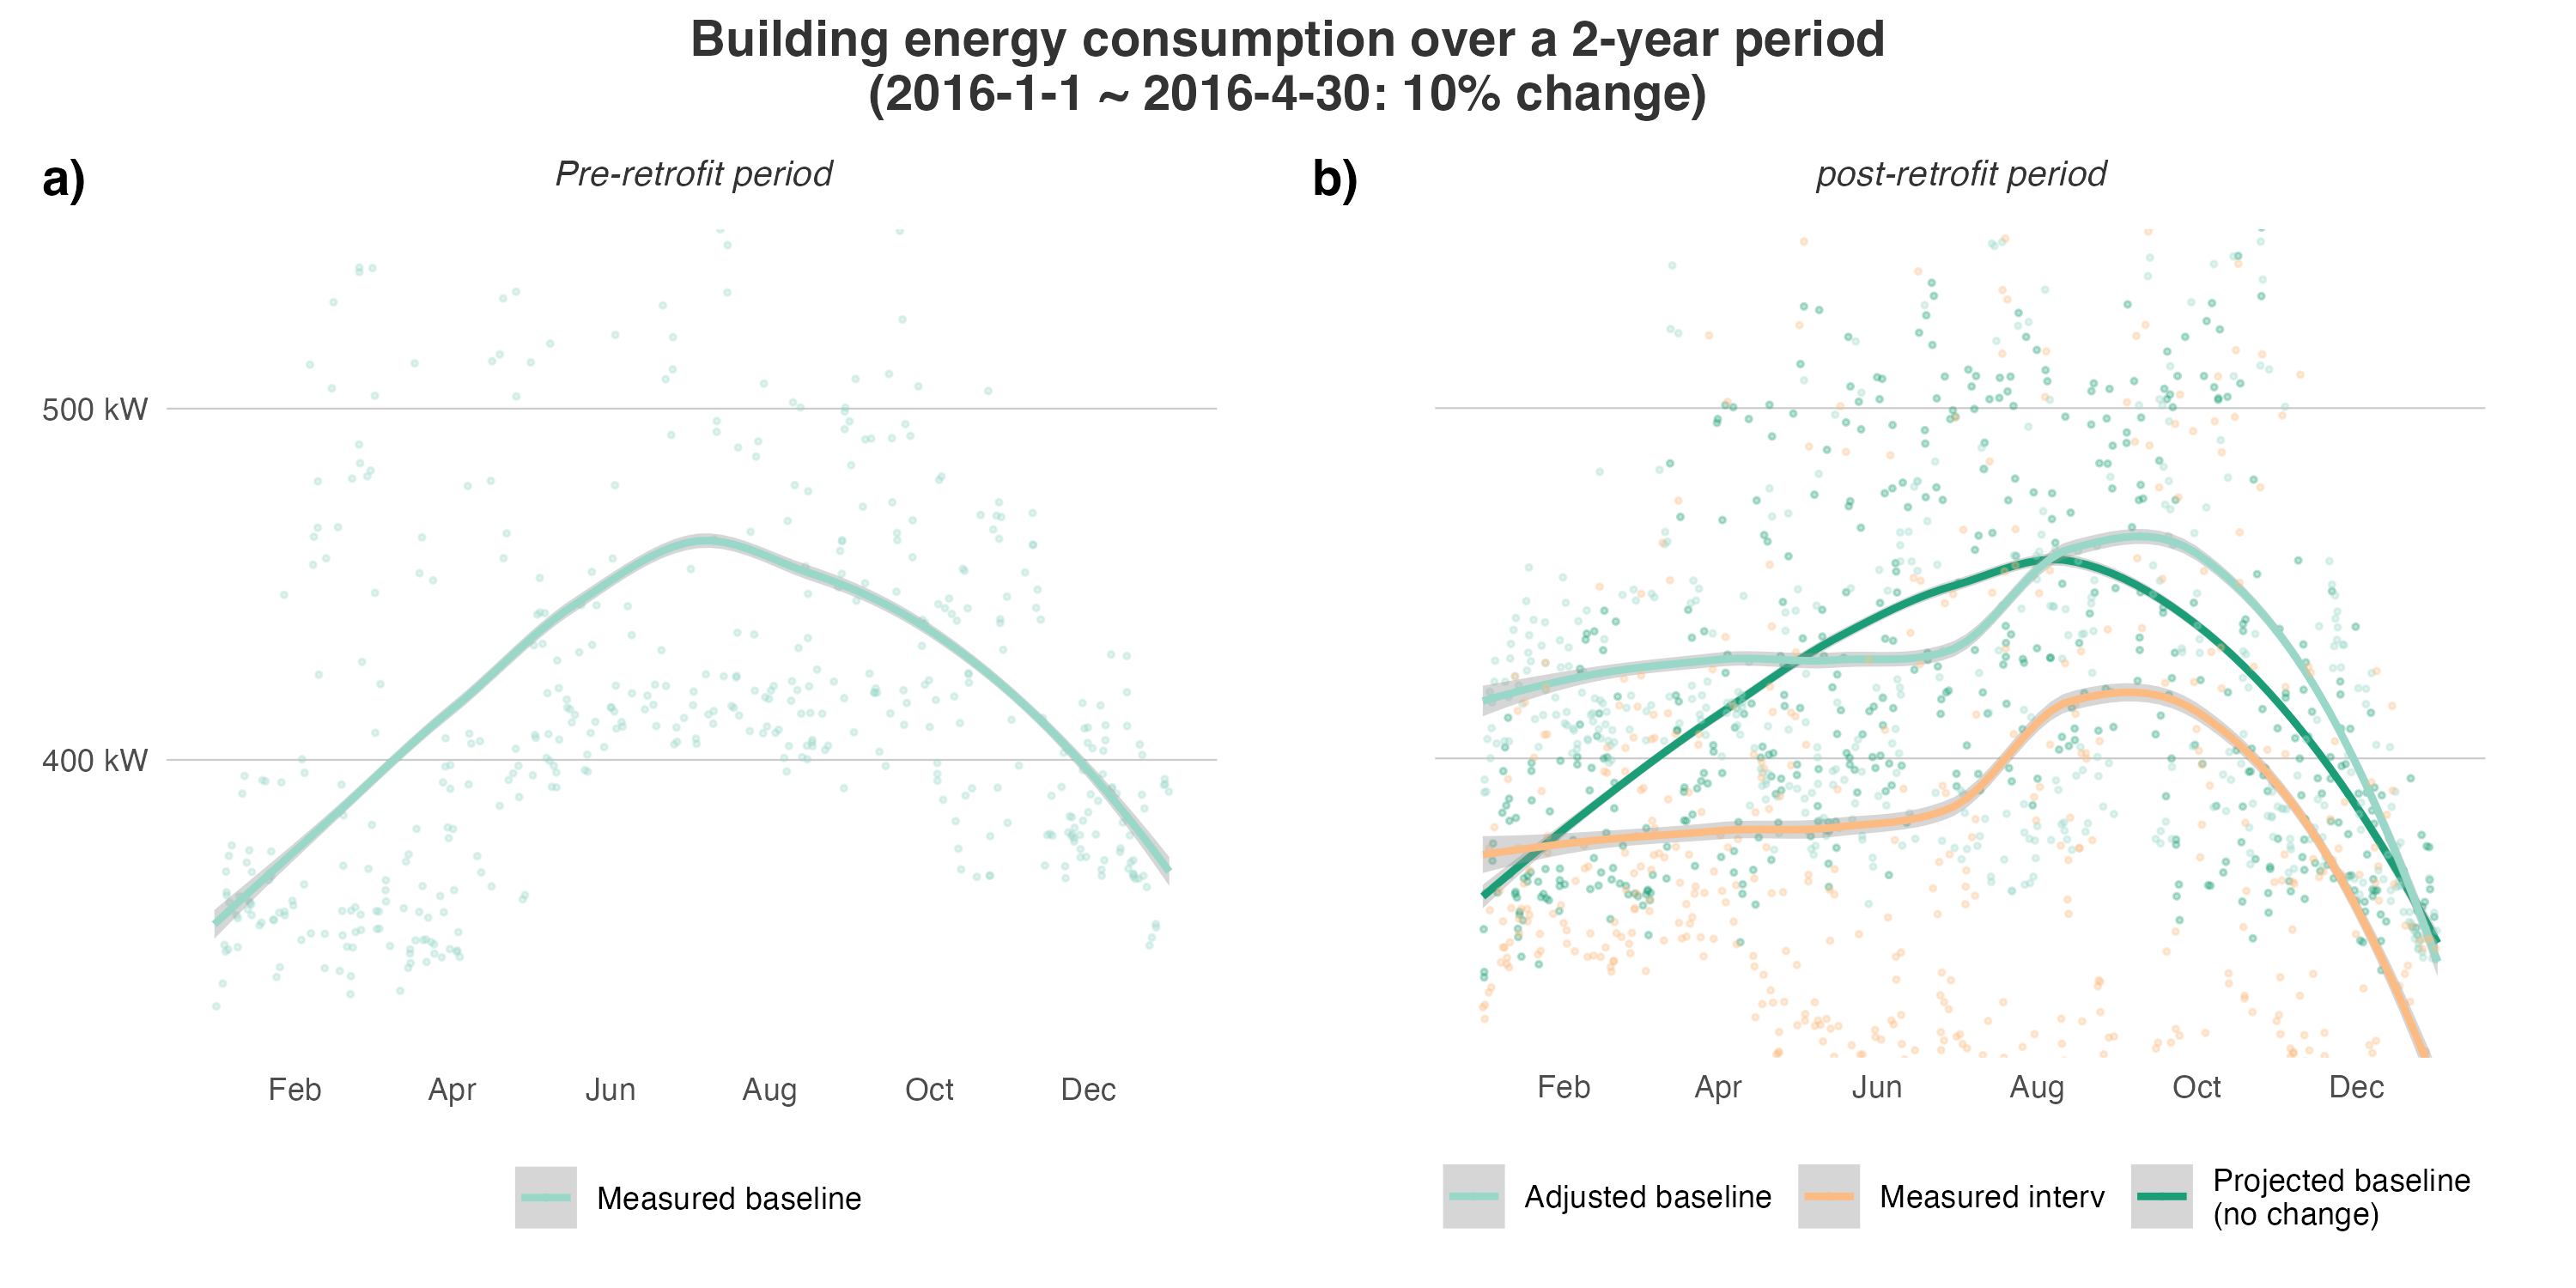 Building energy consumption over a 2-year period
(2016-1-1 ~ 2016-4-30: 10% change)
a)
Pre-retrofit period
500 kW
400 kW
Feb Apr Jun Aug Oct Dec
Measured baseline
b)
post-retrofit period
Feb Apr Jun Aug Oct Dec
Adjusted baseline
Measured interv
Projected baseline
(no change)